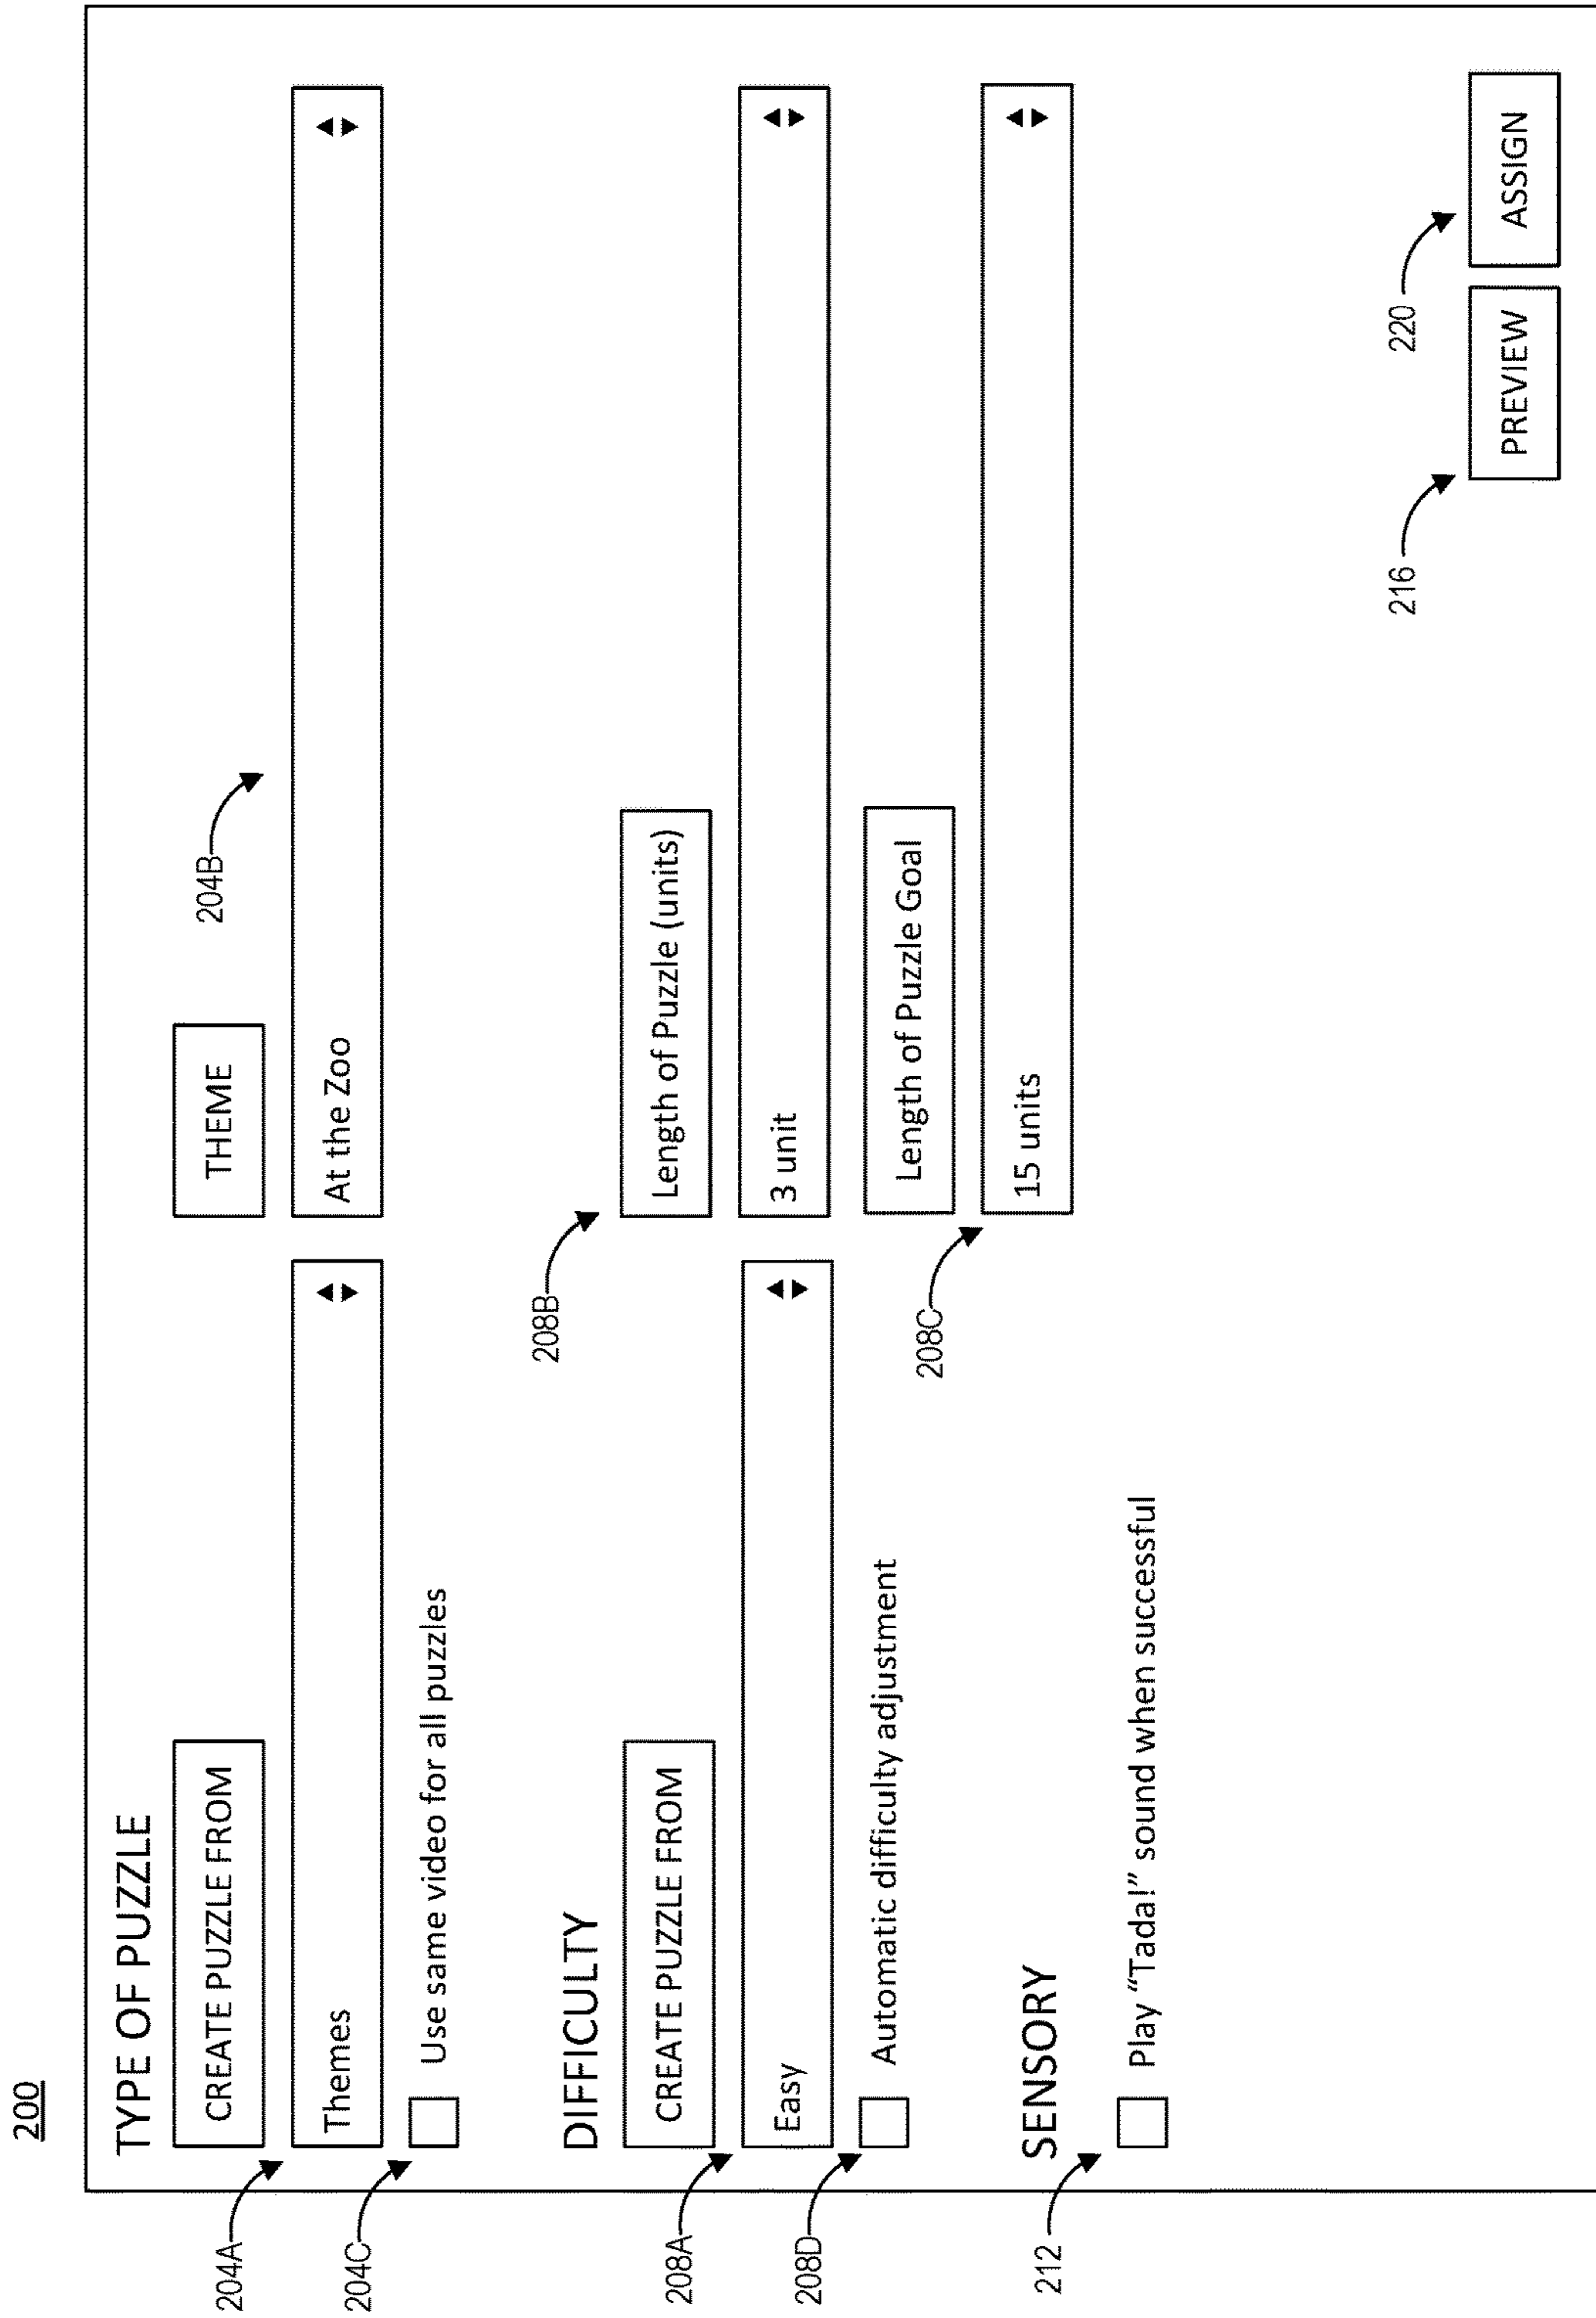 200
TYPE OF PUZZLE
CREATE PUZZLE FROM
THEME
204B
204A
Themes
At the Zoo
204C
Use same video for all puzzles
DIFFICULTY
208B
CREATE PUZZLE FROM
Length of Puzzle (units)
208A
Easy
3 unit
208D
Automatic difficulty adjustment
Length of Puzzle Goal
208C
15 units
SENSORY
212
Play “Tada!” sound when successful
216
220
PREVIEW
ASSIGN